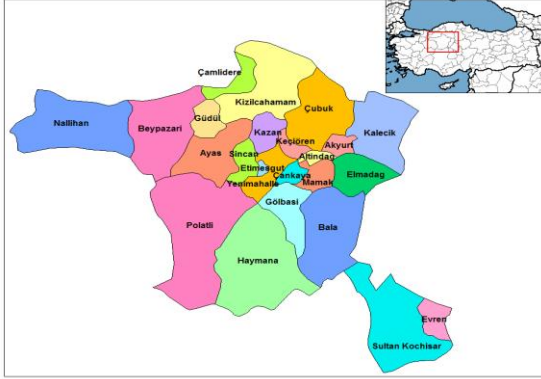 Çamlidere
Kizilcahamam
Çubuk
Nallihan
Beypazari
Güdül
Kazan
Keçiören
Kalecik
Akyurt
Ayas
Sincan
Altindag
Etimesgut
Çankaya
Elmadag
Yenimahalle
Mamak
Gölbasi
Polatli
Bala
Haymana
Evren
Sultan Kochisar